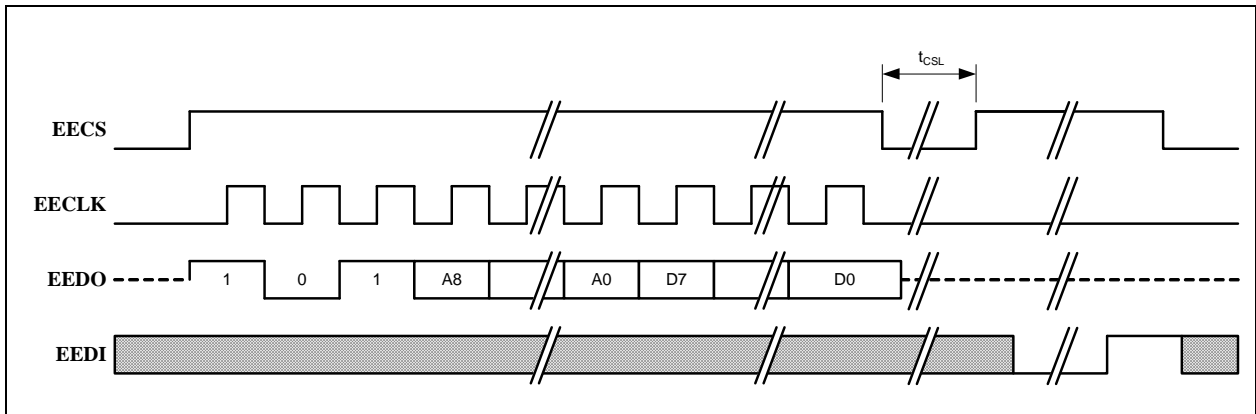 tCSL
EECS
EECLK
EEDO
1 0 1 A8 A0 D7 D0
EEDI